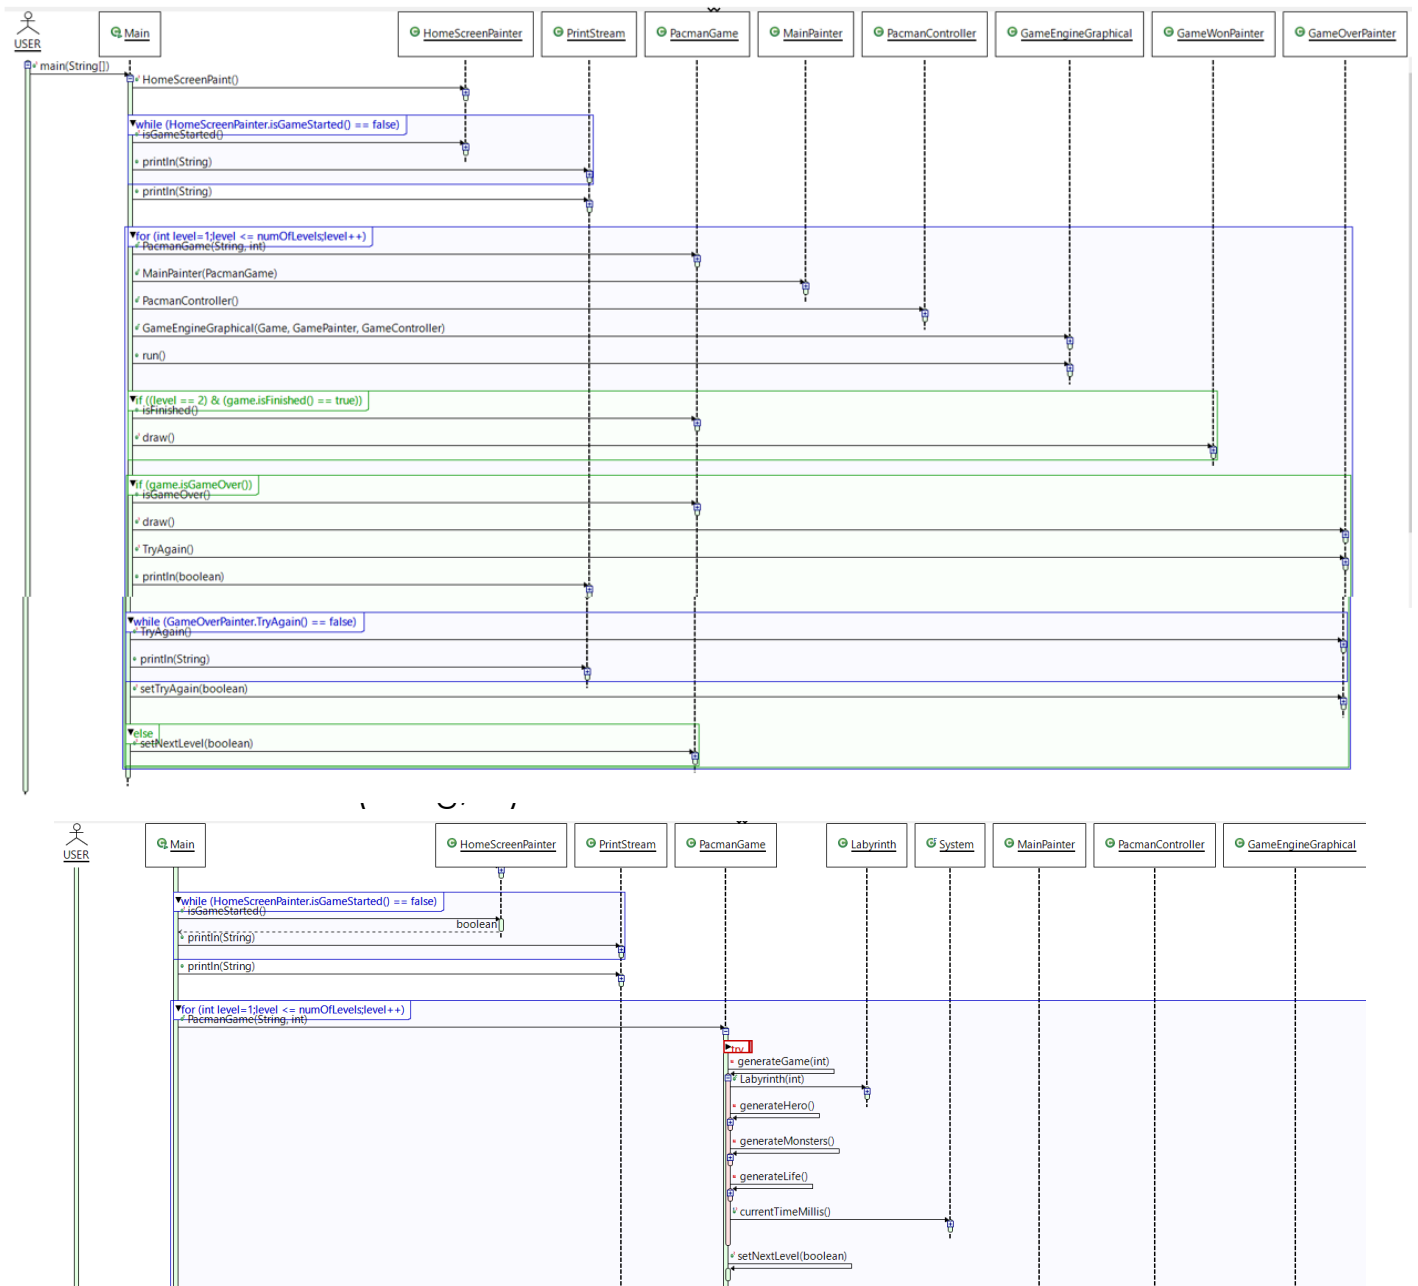 USER
Main
HomeScreenPainter
PrintStream
PacmanGame
MainPainter
PacmanController
GameEngineGraphical
GameWonPainter
GameOverPainter
main(String[])
HomeScreenPaint()
while (HomeScreenPainter.isGameStarted() == false)
isGameStarted()
println(String)
println(String)
for (int level=1;level <= numOfLevels;level++)
PacmanGame(String, int)
MainPainter(PacmanGame)
PacmanController()
GameEngineGraphical(Game, GamePainter, GameController)
run()
if ((level == 2) & (game.isFinished() == true))
isFinished()
draw()
if (game.isGameOver())
isGameOver()
draw()
TryAgain()
println(boolean)
while (GameOverPainter.TryAgain() == false)
TryAgain()
println(String)
setTryAgain(boolean)
else
setNextLevel(boolean)
USER
Main
HomeScreenPainter
PrintStream
PacmanGame
Labyrinth
System
MainPainter
PacmanController
GameEngineGraphical
while (HomeScreenPainter.isGameStarted() == false)
isGameStarted()
boolean
println(String)
println(String)
for (int level=1;level <= numOfLevels;level++)
PacmanGame(String, int)
try
generateGame(int)
Labyrinth(int)
generateHero()
generateMonsters()
generateLife()
currentTimeMillis()
setNextLevel(boolean)